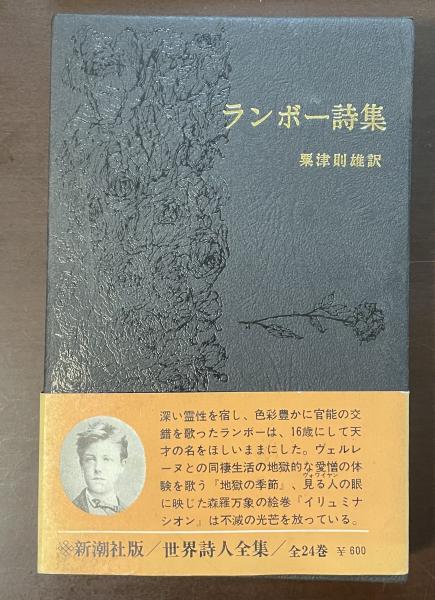 ランボー詩集
粟津則雄訳
深い霊性を宿し、色彩豊かに官能の交
錯を歌ったランボーは、16歳にして天
才の名をほしいままにした。ヴェルレ
ーヌとの同棲生活の地獄的な愛憎の体
験を歌う『地獄の季節』、見る人の眼
ヴォワイヤン
に映じた森羅万象の絵巻『イリュミナ
シオン』は不滅の光芒を放っている。
※新潮社版/世界詩人全集/全24巻 ¥600